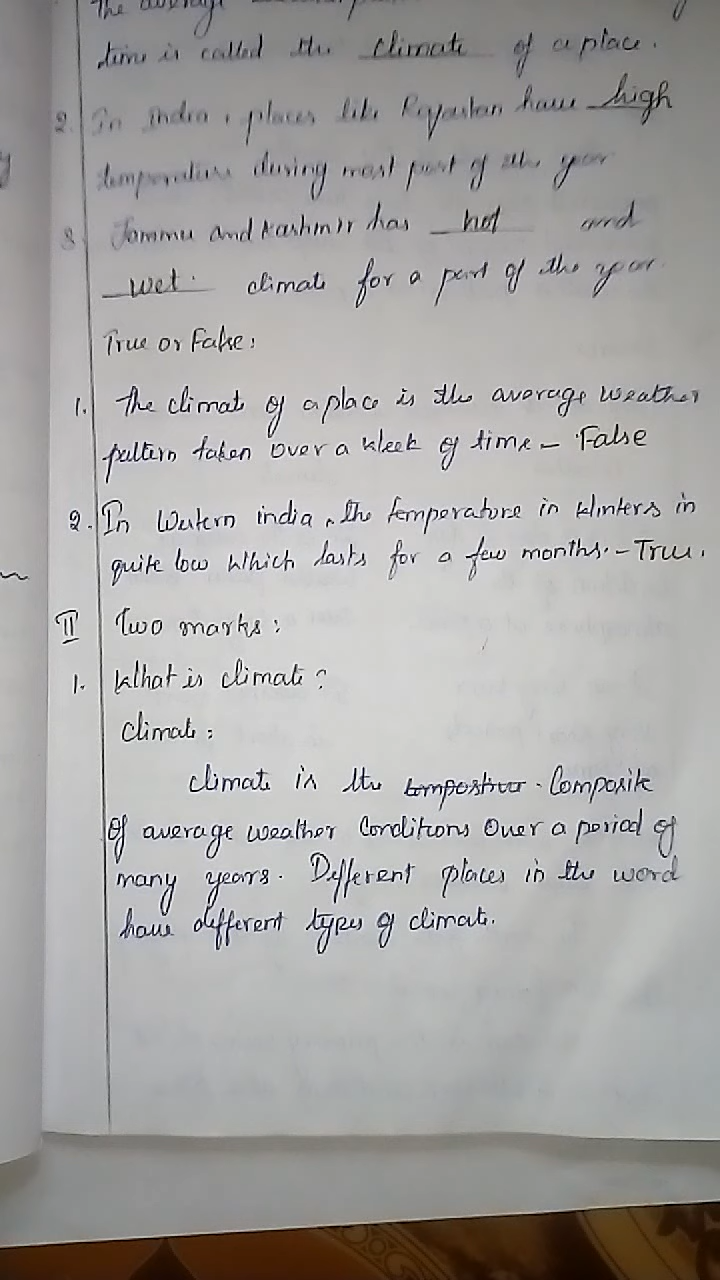 The average
time is called the climate of a place.
2. In India, places like Rajastan have high
temperature during most part of the year
3. Jammu and Kashmir has hot and
wet. climate for a part of the year.
True or False:
1. The climate of a place is the average weather
pattern taken over a week of time - False
2. In Western india, the temperature in winters in
quite low which lasts for a few months. - True.
II Two marks:
1. What is climate?
Climate:
climate is the Composite
Of average weather Conditions Over a period of
many years. Different places in the word
have different types of climate.